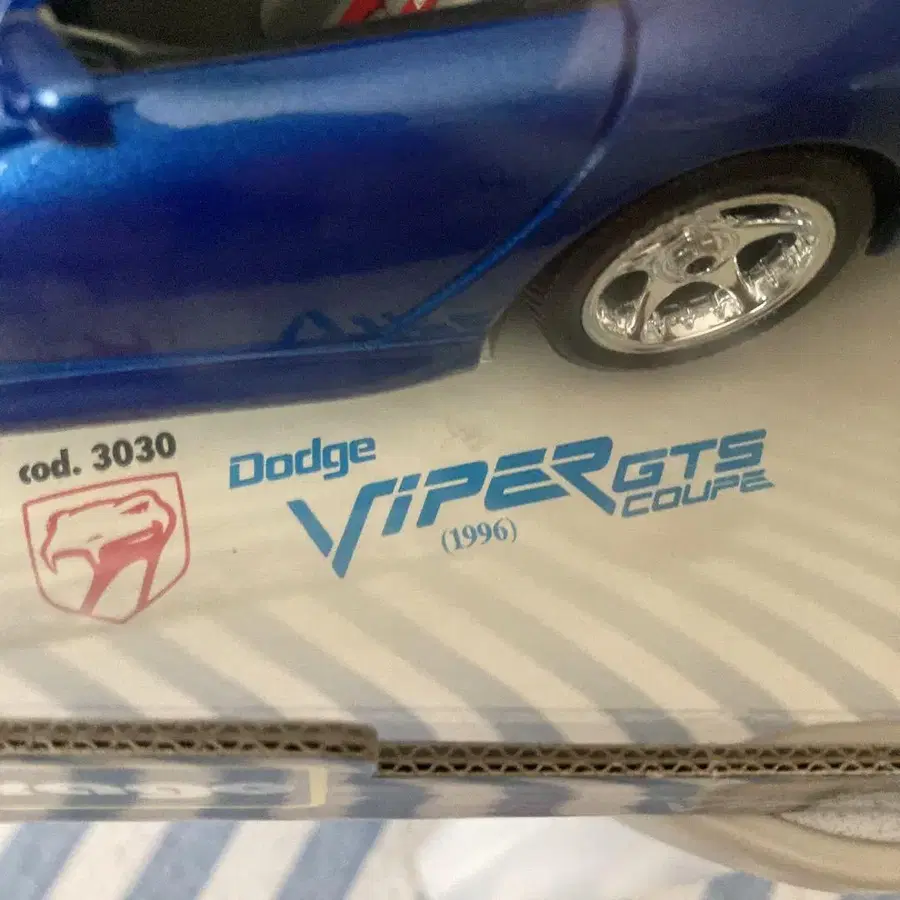 cod. 3030
Dodge
VIPER GTS
COUPE
(1996)